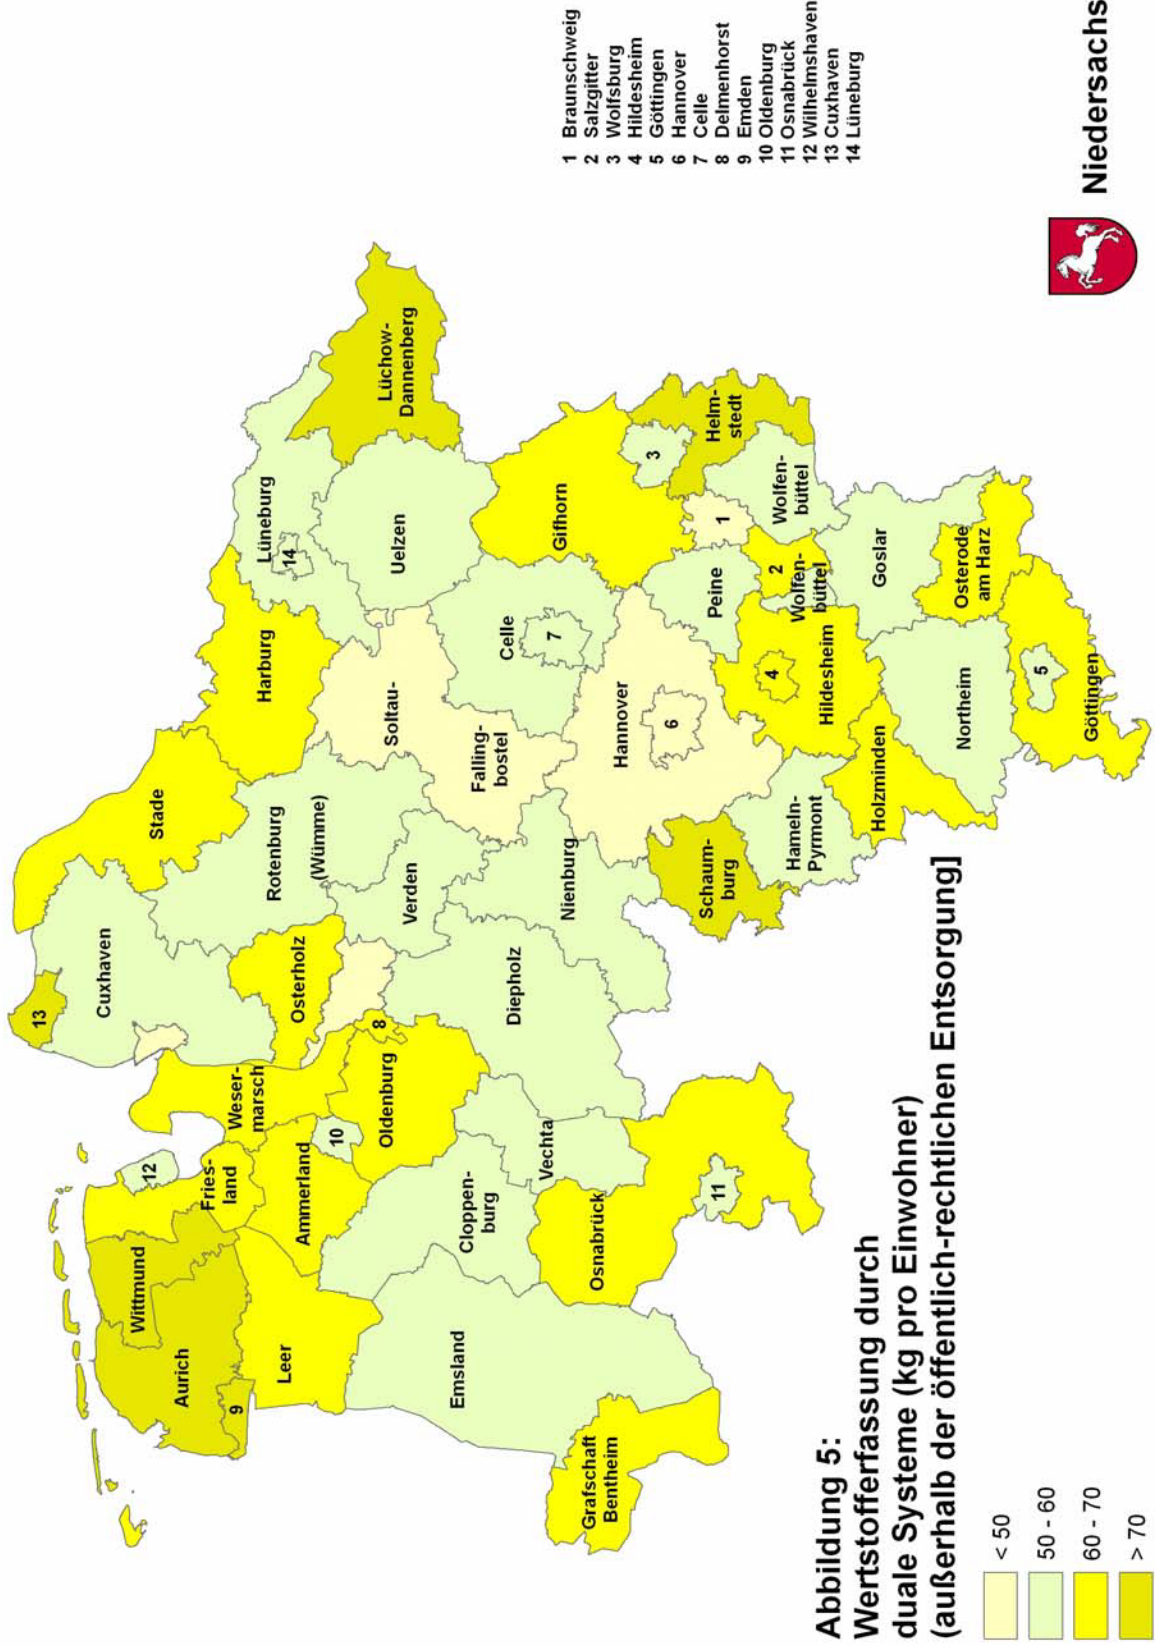 Abbildung 5:
Wertstofferfassung durch
duale Systeme (kg pro Einwohner)
(außerhalb der öffentlich-rechtlichen Entsorgung]
< 50
50 - 60
60 - 70
> 70
Grafschaft
Bentheim
Emsland
Leer
Aurich
9
Wittmund
Fries-
land
12
Ammerland
Weser-
marsch
10
Oldenburg
8
Cloppen-
burg
Vechta
Osnabrück
11
Diepholz
Osterholz
13
Cuxhaven
Stade
Rotenburg
(Wümme)
Verden
Nienburg
Schaum-
burg
Hameln-
Pyrmont
Holzminden
Harburg
Soltau-
Falling-
bostel
Hannover
6
Celle
7
Lüneburg
14
Uelzen
Lüchow-
Dannenberg
Gifhorn
3
Helm-
stedt
1
Wolfen-
büttel
Peine
2
Wolfen-
büttel
4
Hildesheim
Goslar
Osterode
am Harz
Northeim
5
Göttingen
1 Braunschweig
2 Salzgitter
3 Wolfsburg
4 Hildesheim
5 Göttingen
6 Hannover
7 Celle
8 Delmenhorst
9 Emden
10 Oldenburg
11 Osnabrück
12 Wilhelmshaven
13 Cuxhaven
14 Lüneburg
Niedersachs